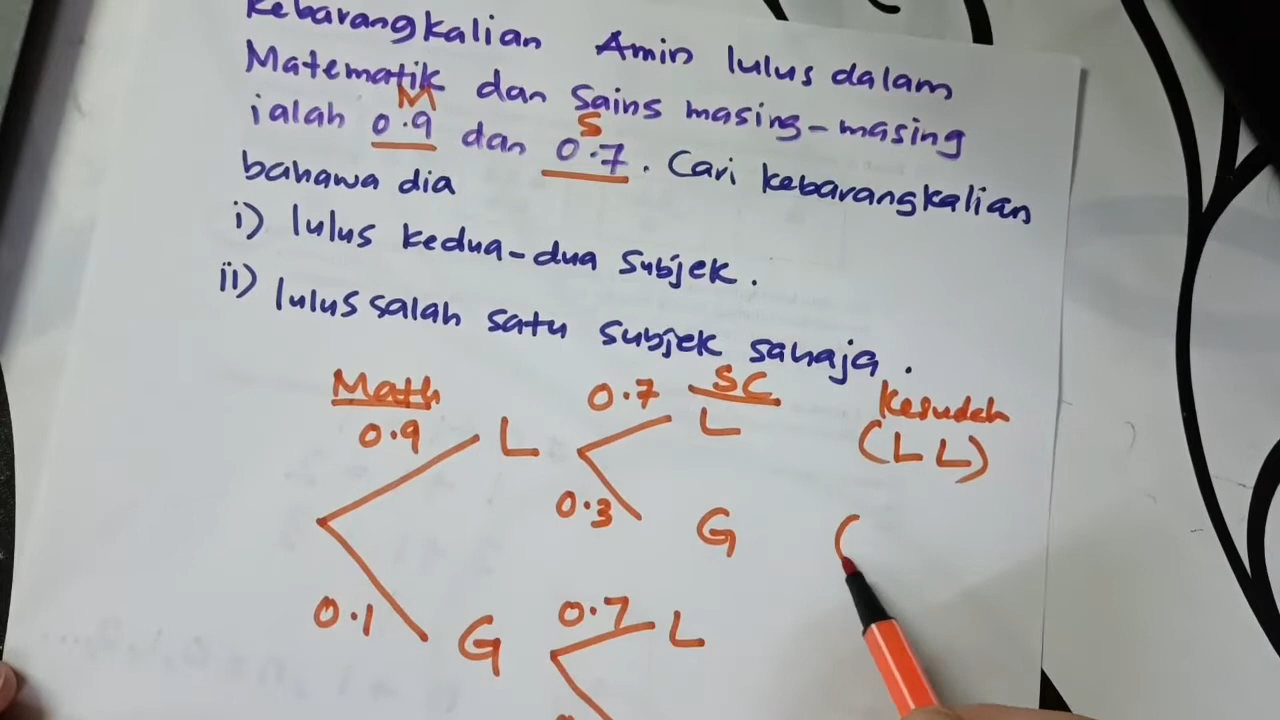 Kebarangkalian Amin lulus dalam
Matematik dan Sains masing-masing
M S
ialah 0.9 dan 0.7. Cari kebarangkalian
bahawa dia
i) lulus kedua-dua subjek.
ii) lulus salah satu subjek sahaja.
Math 0.7 SC Kesudah
0.9 L L (LL)
0.3 G (
0.1 G 0.7 L